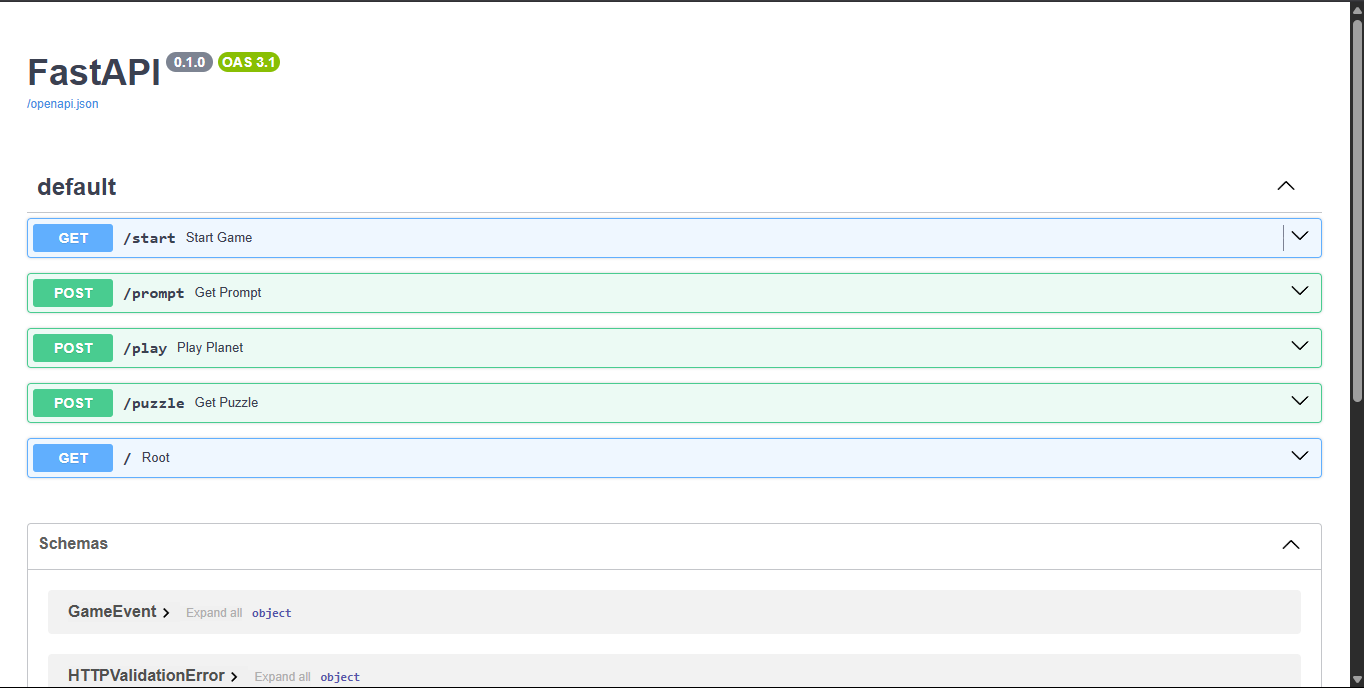 FastAPI 0.1.0 OAS 3.1
/openapi.json
default
GET /start Start Game
POST /prompt Get Prompt
POST /play Play Planet
POST /puzzle Get Puzzle
GET / Root
Schemas
GameEvent Expand all object
HTTPValidationError Expand all object